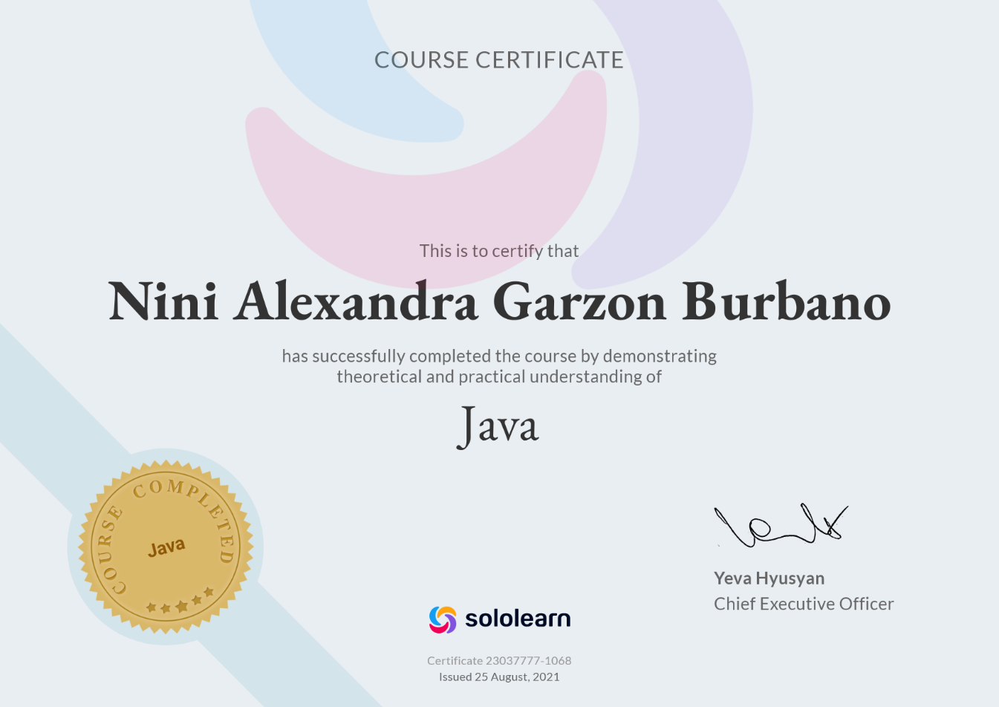 COURSE CERTIFICATE
This is to certify that
Nini Alexandra Garzon Burbano
has successfully completed the course by demonstrating
theoretical and practical understanding of
Java
COURSE COMPLETED
Java
Yeva Hyusyan
Chief Executive Officer
sololearn
Certificate 23037777-1068
Issued 25 August, 2021